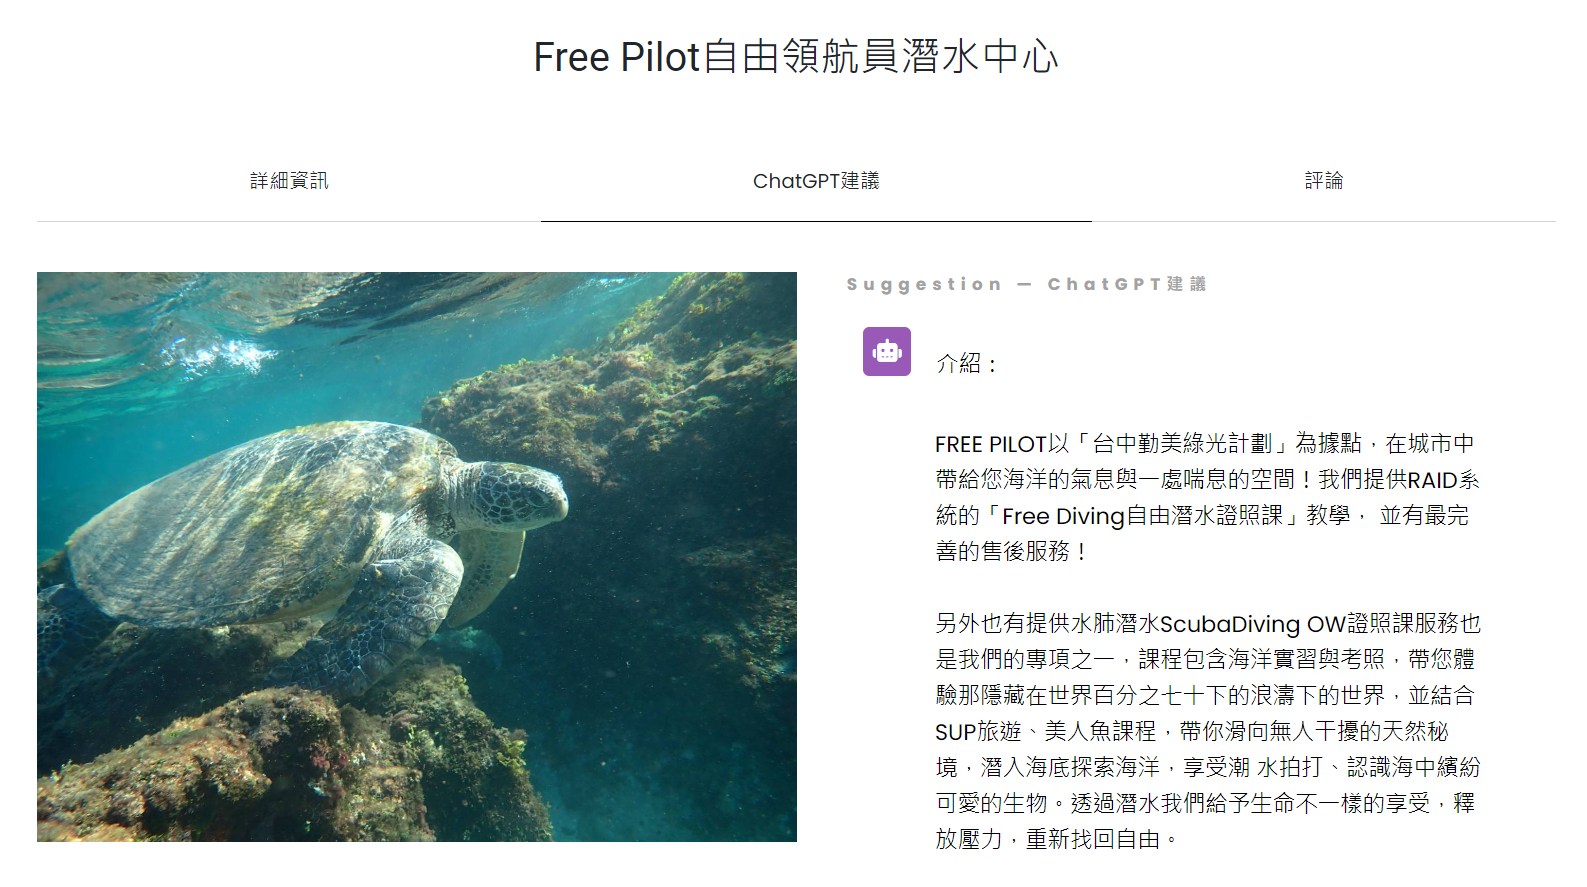 Free Pilot自由領航員潛水中心
詳細資訊
ChatGPT建議
評論
Suggestion — ChatGPT建議
介紹：
FREE PILOT以「台中勤美綠光計劃」為據點，在城市中
帶給您海洋的氣息與一處喘息的空間！我們提供RAID系
統的「Free Diving自由潛水證照課」教學， 並有最完
善的售後服務！
另外也有提供水肺潛水ScubaDiving OW證照課服務也
是我們的專項之一，課程包含海洋實習與考照，帶您體
驗那隱藏在世界百分之七十下的浪濤下的世界，並結合
SUP旅遊、美人魚課程，帶你滑向無人干擾的天然秘
境，潛入海底探索海洋，享受潮 水拍打、認識海中繽紛
可愛的生物。透過潛水我們給予生命不一樣的享受，釋
放壓力，重新找回自由。